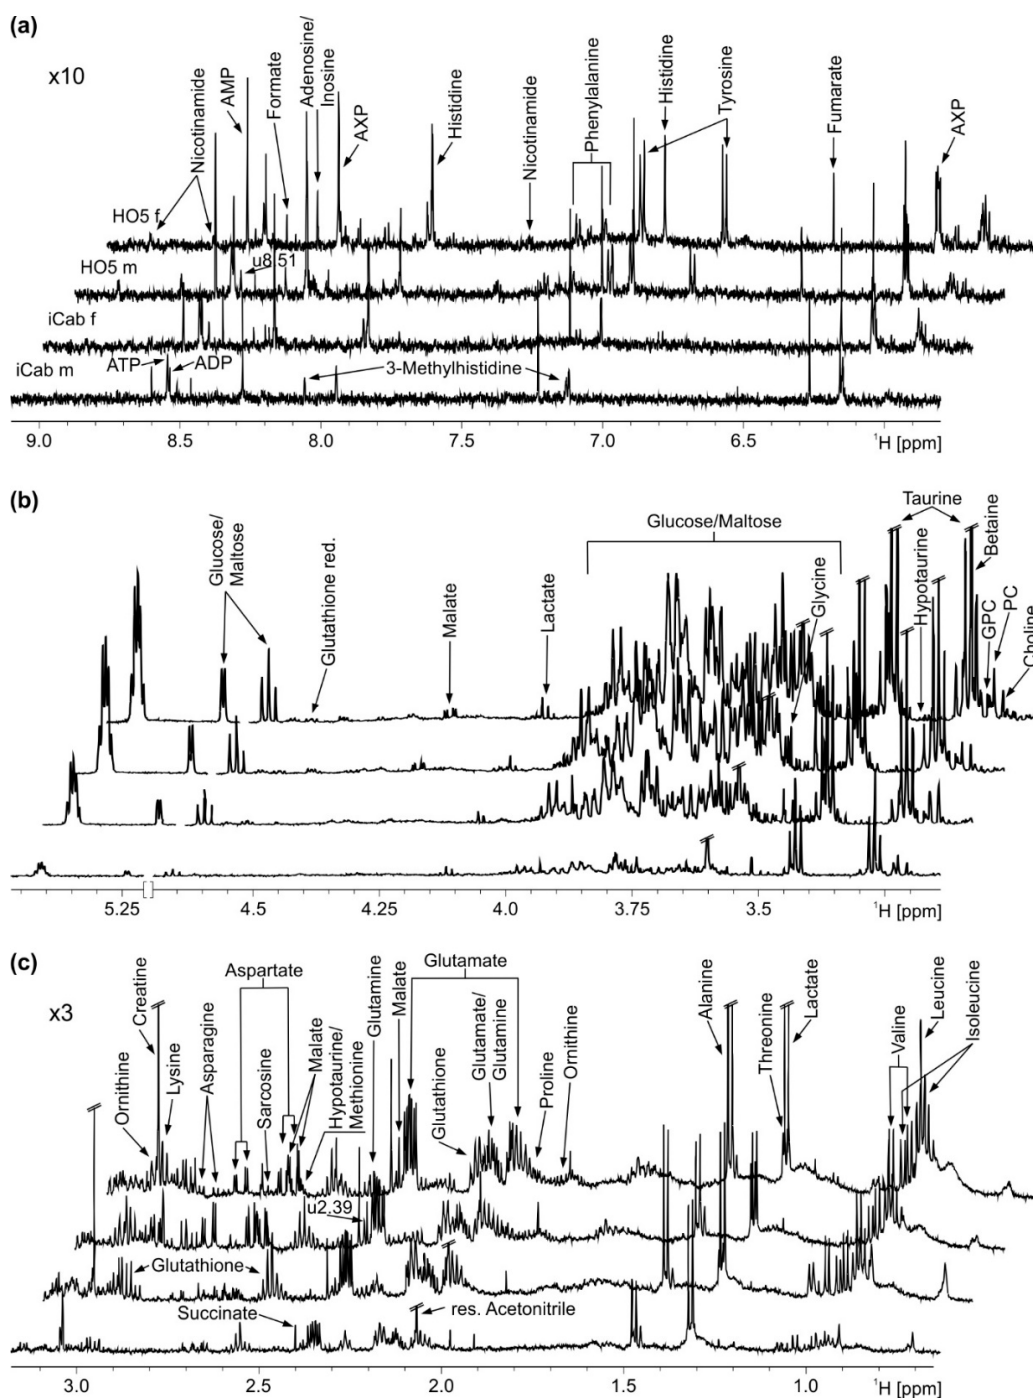 (a)
x10
Nicotinamide
AMP
Formate
Adenosine/
Inosine
AXP
Histidine
Nicotinamide
Phenylalanine
Histidine
Tyrosine
Fumarate
AXP
HO5 f
HO5 m
u8.51
iCab f
ATP
ADP
iCab m
3-Methylhistidine
9.0 8.5 8.0 7.5 7.0 6.5 ¹H [ppm]
(b)
Glucose/
Maltose
Glutathione red.
Malate
Lactate
Glucose/Maltose
Glycine
Taurine
Hypotaurine
Betaine
GPC
PC
Choline
5.25 4.5 4.25 4.0 3.75 3.5 ¹H [ppm]
(c)
x3
Ornithine
Creatine
Lysine
Asparagine
Aspartate
Sarcosine
Malate
Hypotaurine/
Methionine
Glutamine
Malate
Glutamate
Glutathione
Glutamate/
Glutamine
Proline
Ornithine
Alanine
Threonine
Lactate
Valine
Leucine
Isoleucine
u2.39
Glutathione
Succinate
res. Acetonitrile
3.0 2.5 2.0 1.5 1.0 ¹H [ppm]